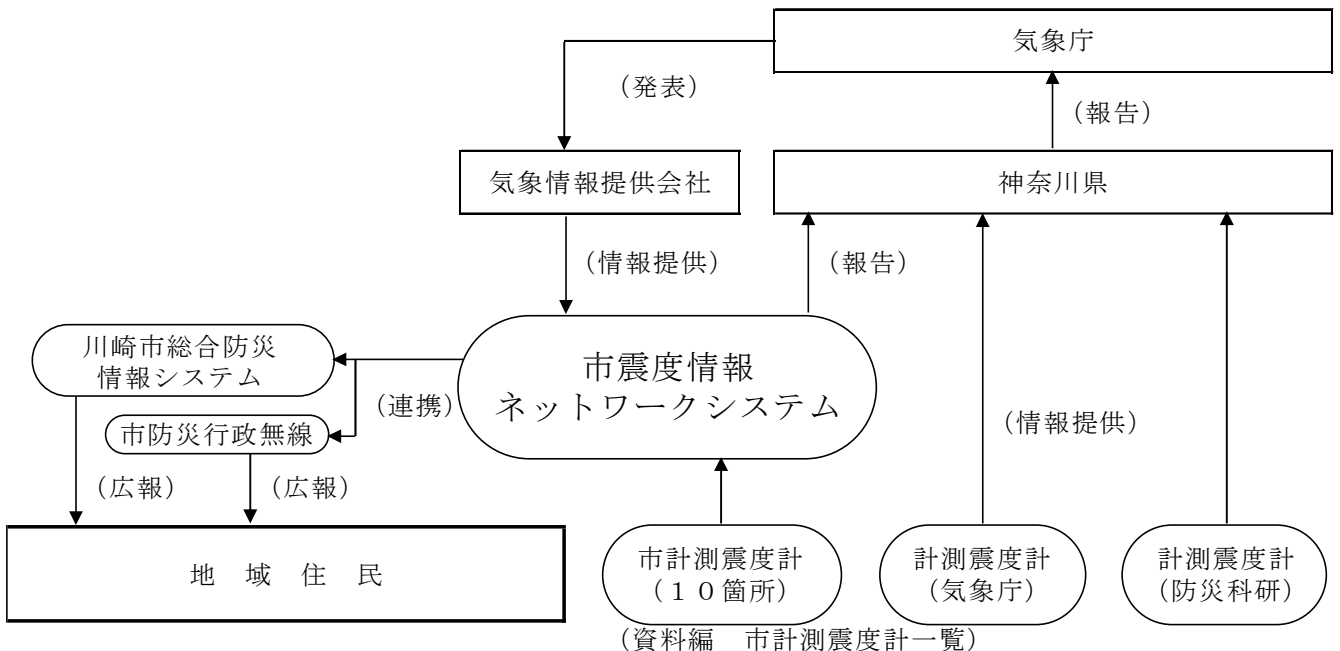 気象庁
（発表）
（報告）
気象情報提供会社
神奈川県
（情報提供）
（報告）
川崎市総合防災
情報システム
市震度情報
ネットワークシステム
（連携）
市防災行政無線
（情報提供）
（広報）
（広報）
地　域　住　民
市計測震度計
（１０箇所）
計測震度計
（気象庁）
計測震度計
（防災科研）
（資料編　市計測震度計一覧）